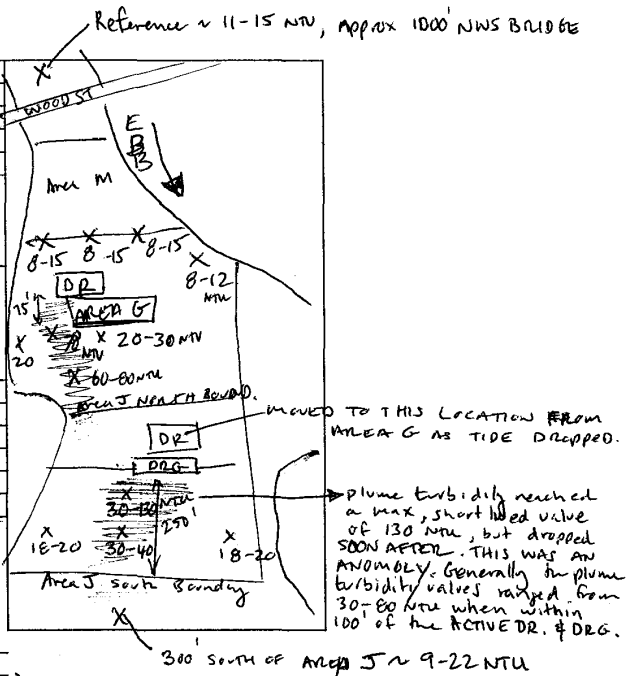 Reference ~ 11-15 NTU, Approx 1000' NWS BRIDGE
X
WOOD ST
EBB
Area M
X X X
8-15 8-15 8-15
X
8-12
NTU
DR
75'
AREA G
X
20
X
78
NTU
X 20-30 NTU
X 60-80 NTU
Area J NORTH BOUND.
DR
MOVED TO THIS LOCATION FROM
AREA G AS TIDE DROPPED.
DRG
X
30-130 NTU
250'
X
30-40
X
18-20
X
18-20
plume turbidity reached
a max, short lived value
of 130 NTU, but dropped
SOON AFTER. THIS WAS AN
ANOMOLY. Generally the plume
turbidity values ranged from
30-80 NTU when within
100' of the ACTIVE DR. & DRG.
Area J South Boundary
X
300' SOUTH OF AREA J ~ 9-22 NTU